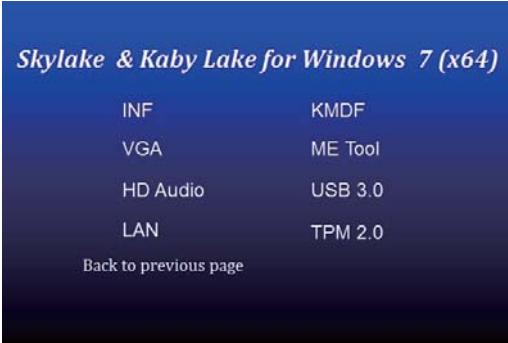 Skylake & Kaby Lake for Windows 7 (x64)
INF
KMDF
VGA
ME Tool
HD Audio
USB 3.0
LAN
TPM 2.0
Back to previous page